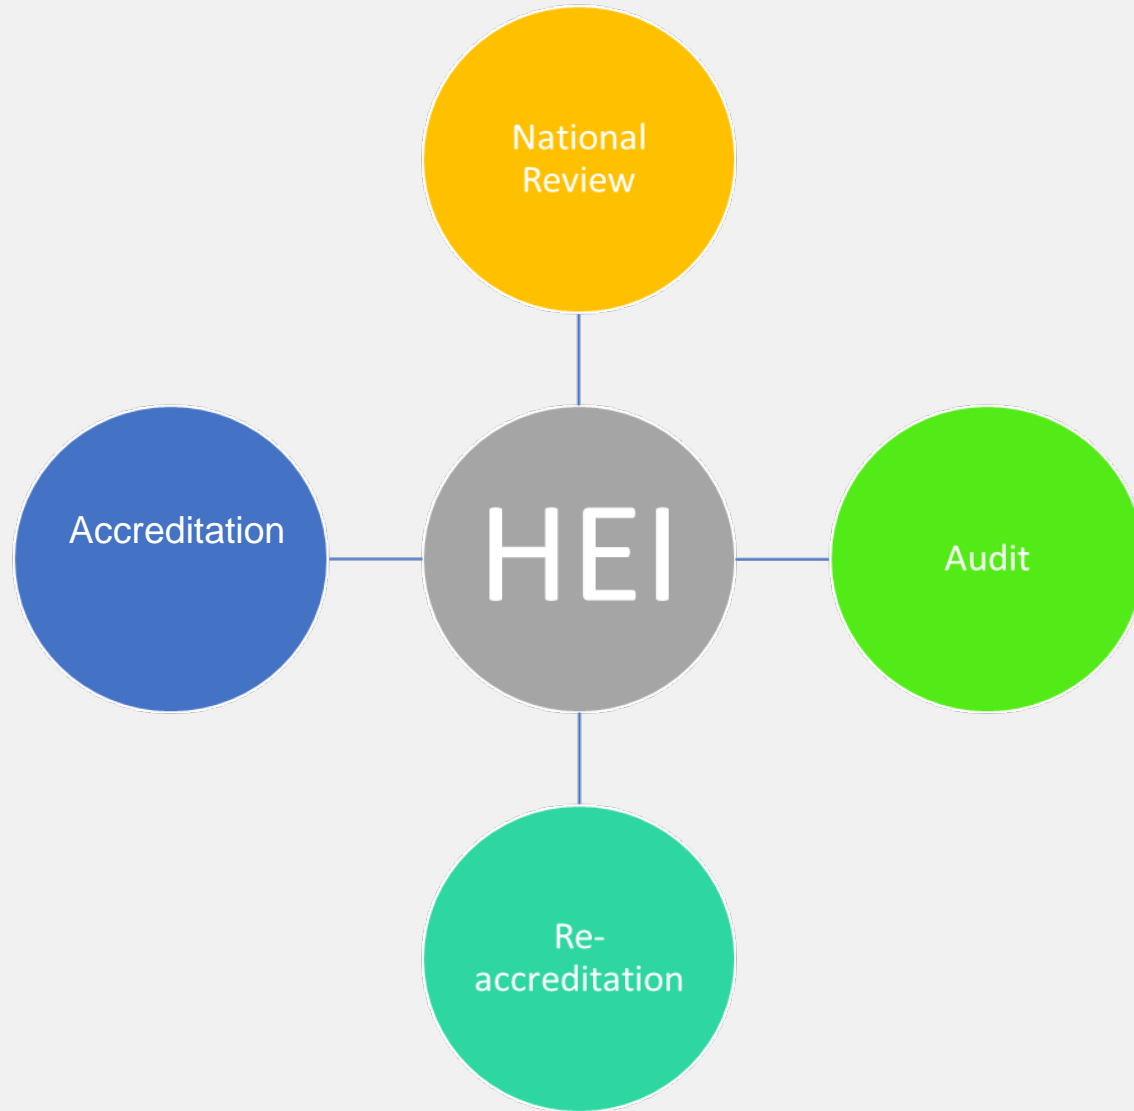 National
Review
Accreditation
HEI
Audit
Re-
accreditation